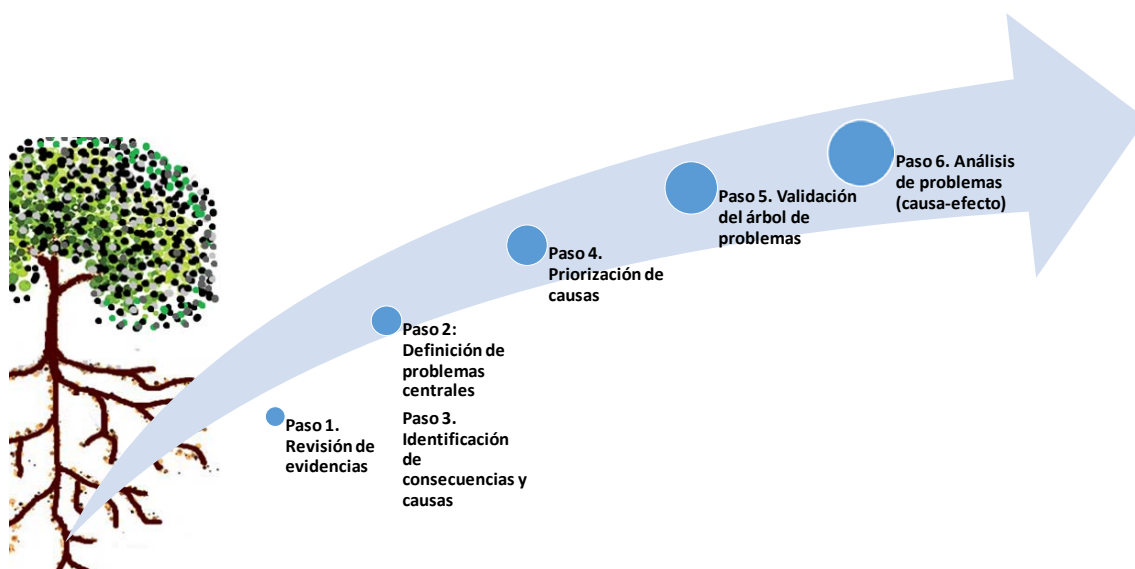 Paso 1.
Revisión de
evidencias
Paso 2:
Definición de
problemas
centrales
Paso 3.
Identificación
de
consecuencias y
causas
Paso 4.
Priorización de
causas
Paso 5. Validación
del árbol de
problemas
Paso 6. Análisis
de problemas
(causa-efecto)